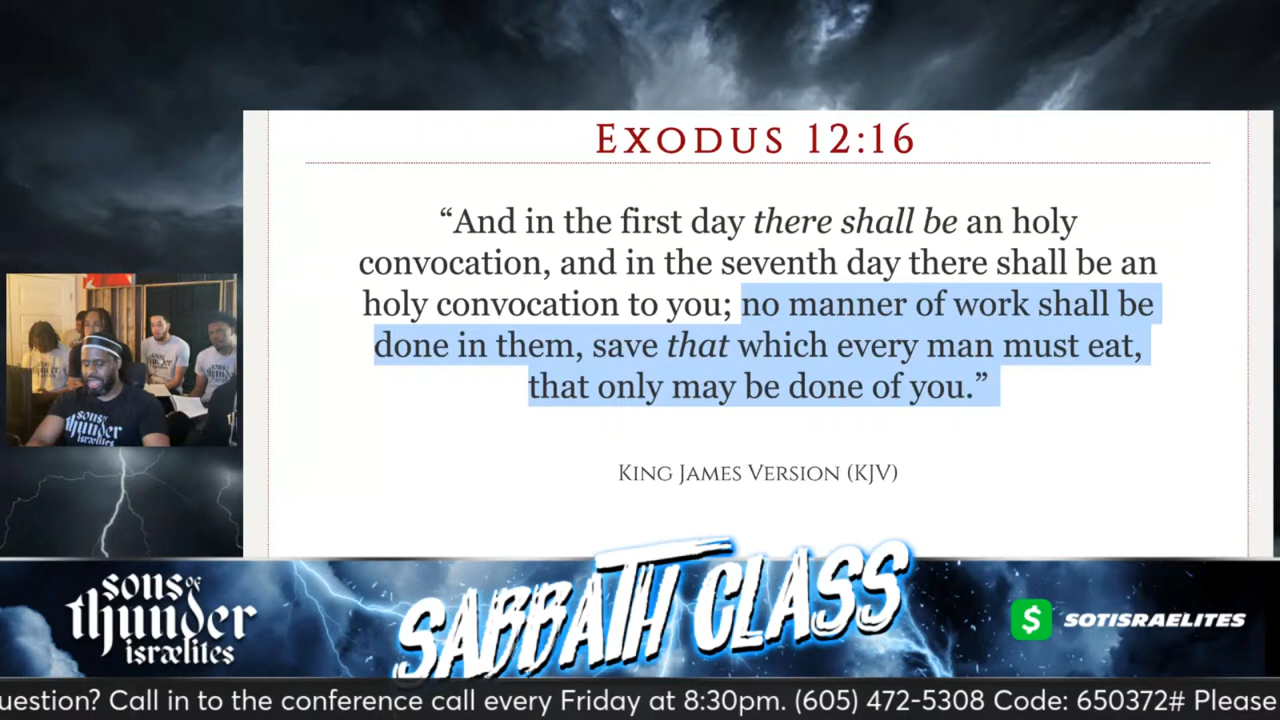 EXODUS 12:16
“And in the first day there shall be an holy
convocation, and in the seventh day there shall be an
holy convocation to you; no manner of work shall be
done in them, save that which every man must eat,
that only may be done of you.”
KING JAMES VERSION (KJV)
sons of
thunder
israelites
sons of
thunder
israelites
SABBATH CLASS
$ SOTISRAELITES
uestion? Call in to the conference call every Friday at 8:30pm. (605) 472-5308 Code: 650372# Please